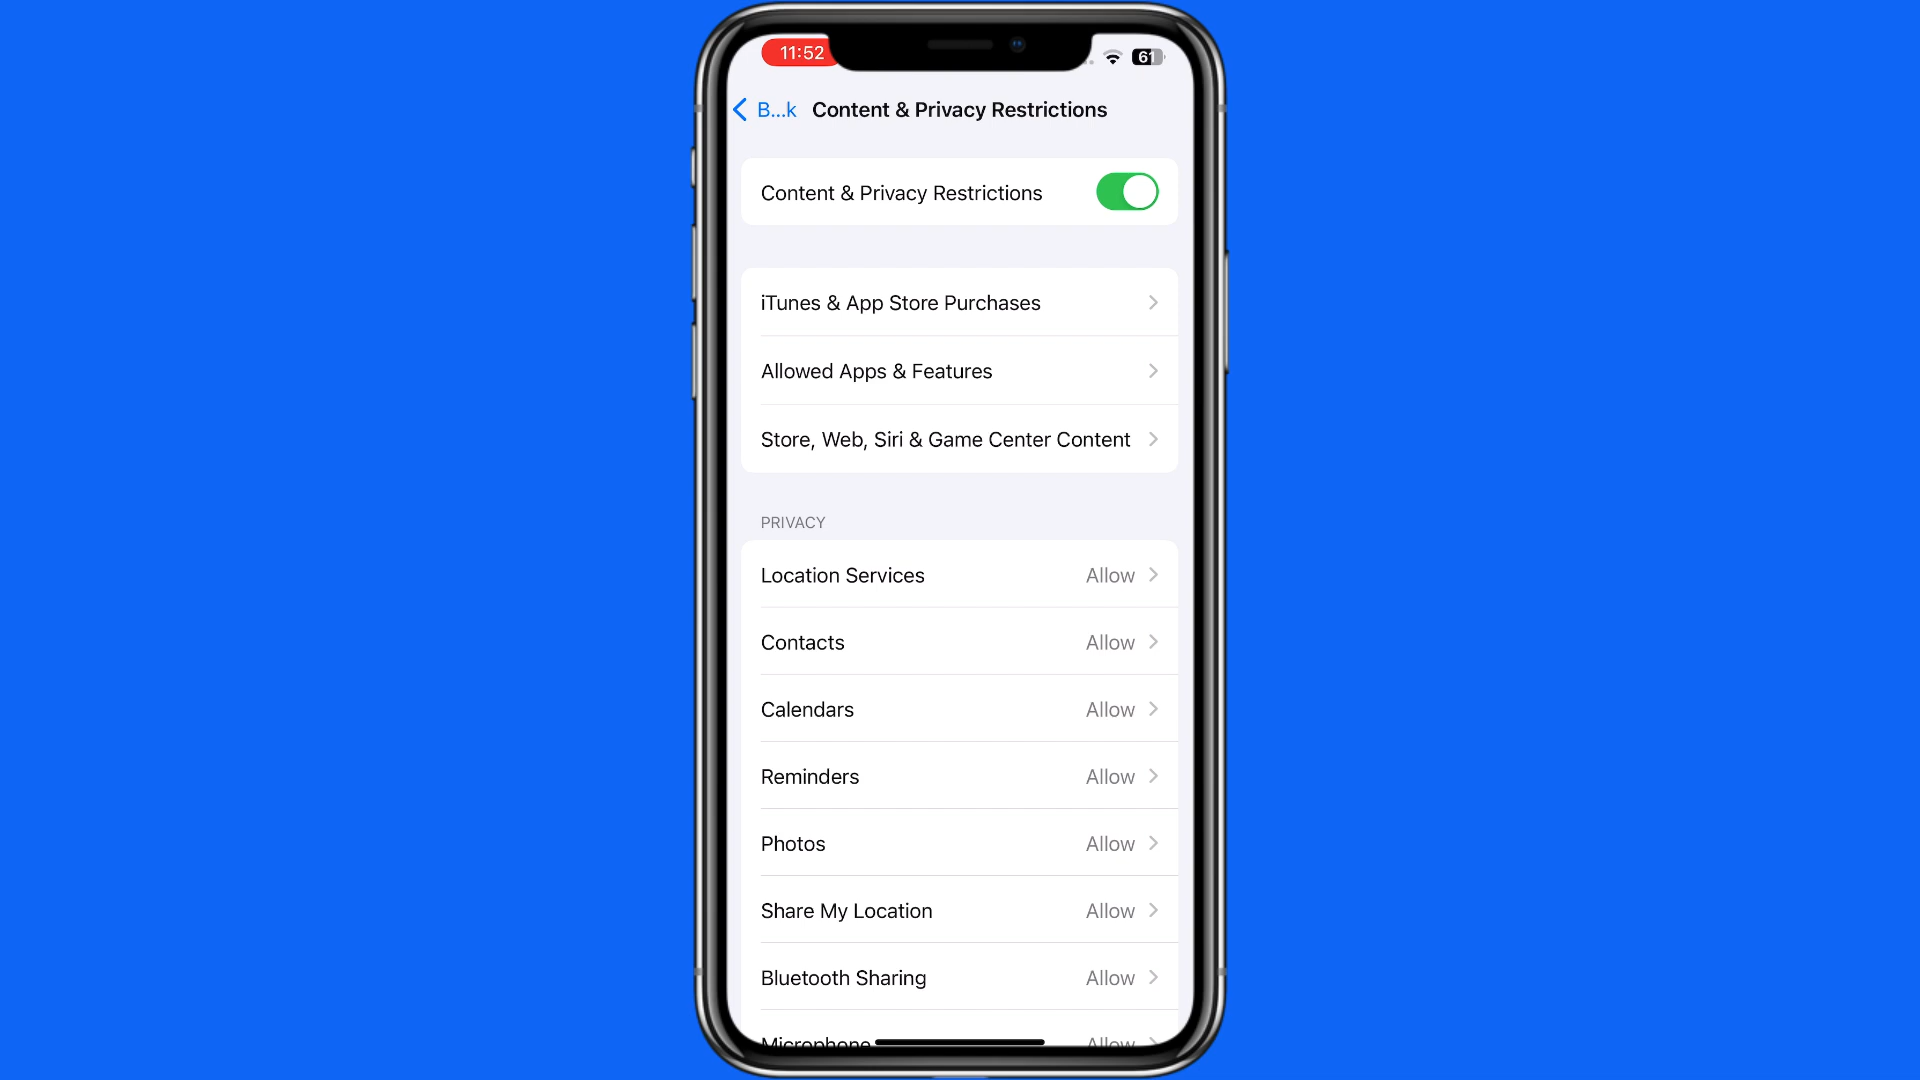 11:52
61
B...k Content & Privacy Restrictions
Content & Privacy Restrictions
iTunes & App Store Purchases
Allowed Apps & Features
Store, Web, Siri & Game Center Content
PRIVACY
Location Services Allow
Contacts Allow
Calendars Allow
Reminders Allow
Photos Allow
Share My Location Allow
Bluetooth Sharing Allow
Microphone Allow